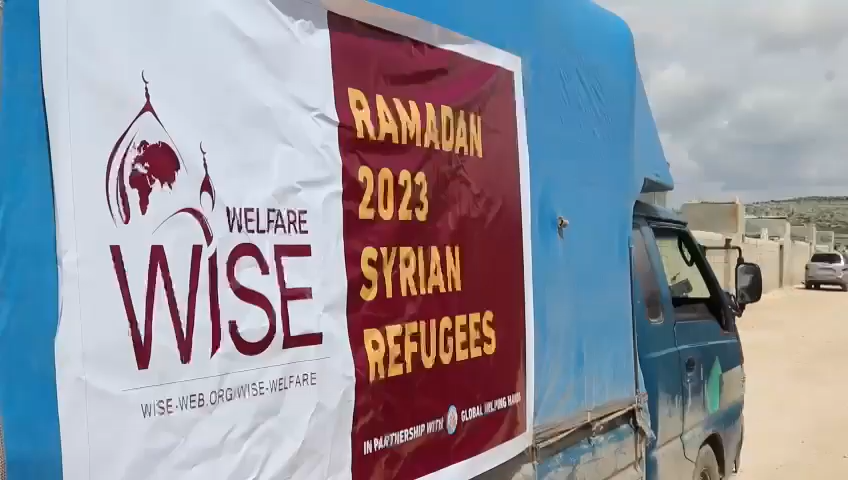 WELFARE
WISE
WISE-WEB.ORG/WISE-WELFARE
RAMADAN
2023
SYRIAN
REFUGEES
IN PARTNERSHIP WITH GLOBAL HELPING HANDS